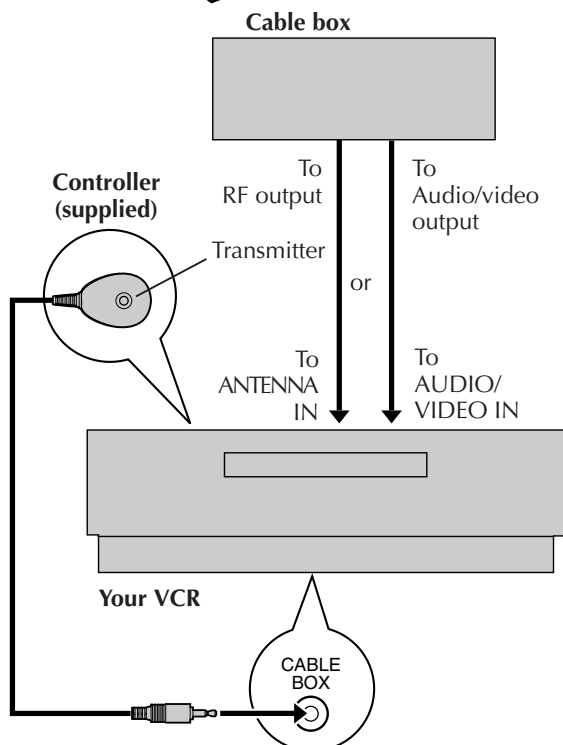 Cable box
To
RF output
To
Audio/video
output
Controller
(supplied)
Transmitter
or
To
ANTENNA
IN
To
AUDIO/
VIDEO IN
Your VCR
CABLE
BOX